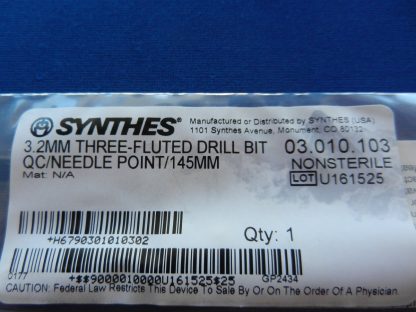 SYNTHES®
Manufactured or Distributed by SYNTHES (USA)
1101 Synthes Avenue, Monument, CO 80132
3.2MM THREE-FLUTED DRILL BIT
QC/NEEDLE POINT/145MM
Mat: N/A
03.010.103
NONSTERILE
LOT U161525
+H6790301010302
Qty: 1
0177
+$$9000010000U161525$25
GP2434
CAUTION: Federal Law Restricts This Device To Sale By Or On The Order Of A Physician.